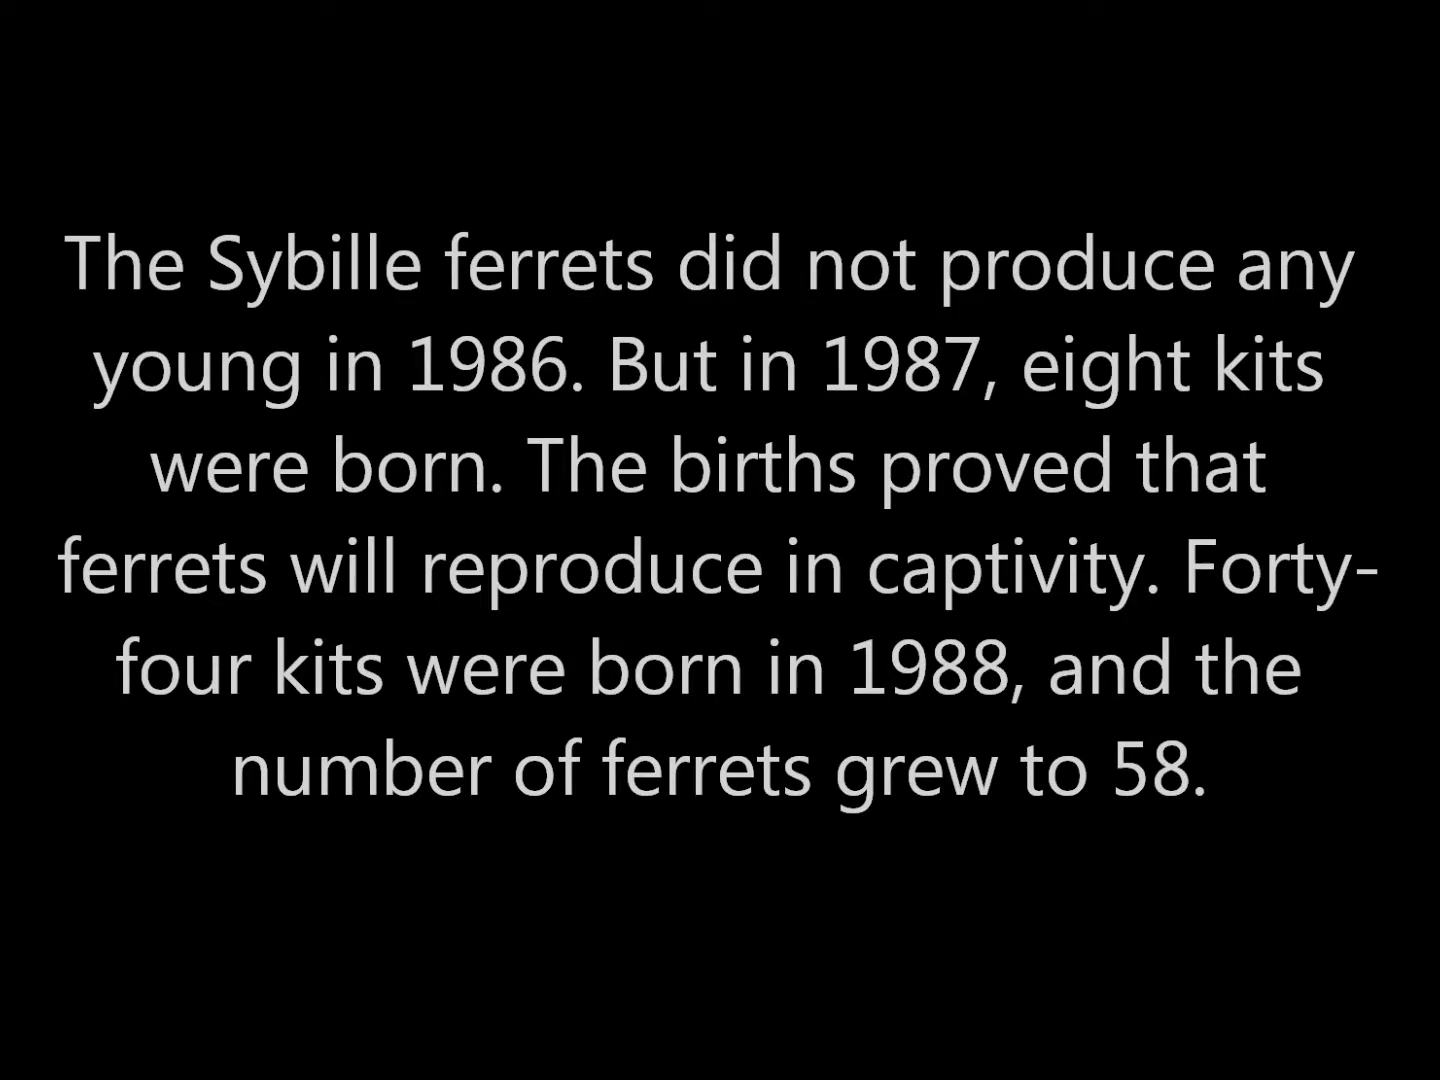 The Sybille ferrets did not produce any
young in 1986. But in 1987, eight kits
were born. The births proved that
ferrets will reproduce in captivity. Forty-
four kits were born in 1988, and the
number of ferrets grew to 58.